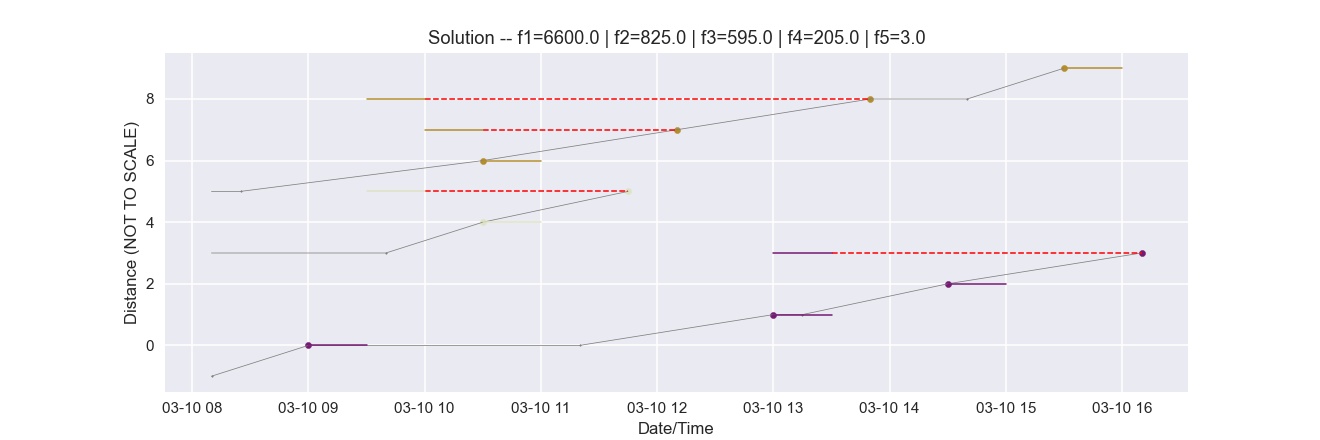 Solution -- f1=6600.0 | f2=825.0 | f3=595.0 | f4=205.0 | f5=3.0
Distance (NOT TO SCALE)
8
6
4
2
0
03-10 08 03-10 09 03-10 10 03-10 11 03-10 12 03-10 13 03-10 14 03-10 15 03-10 16
Date/Time